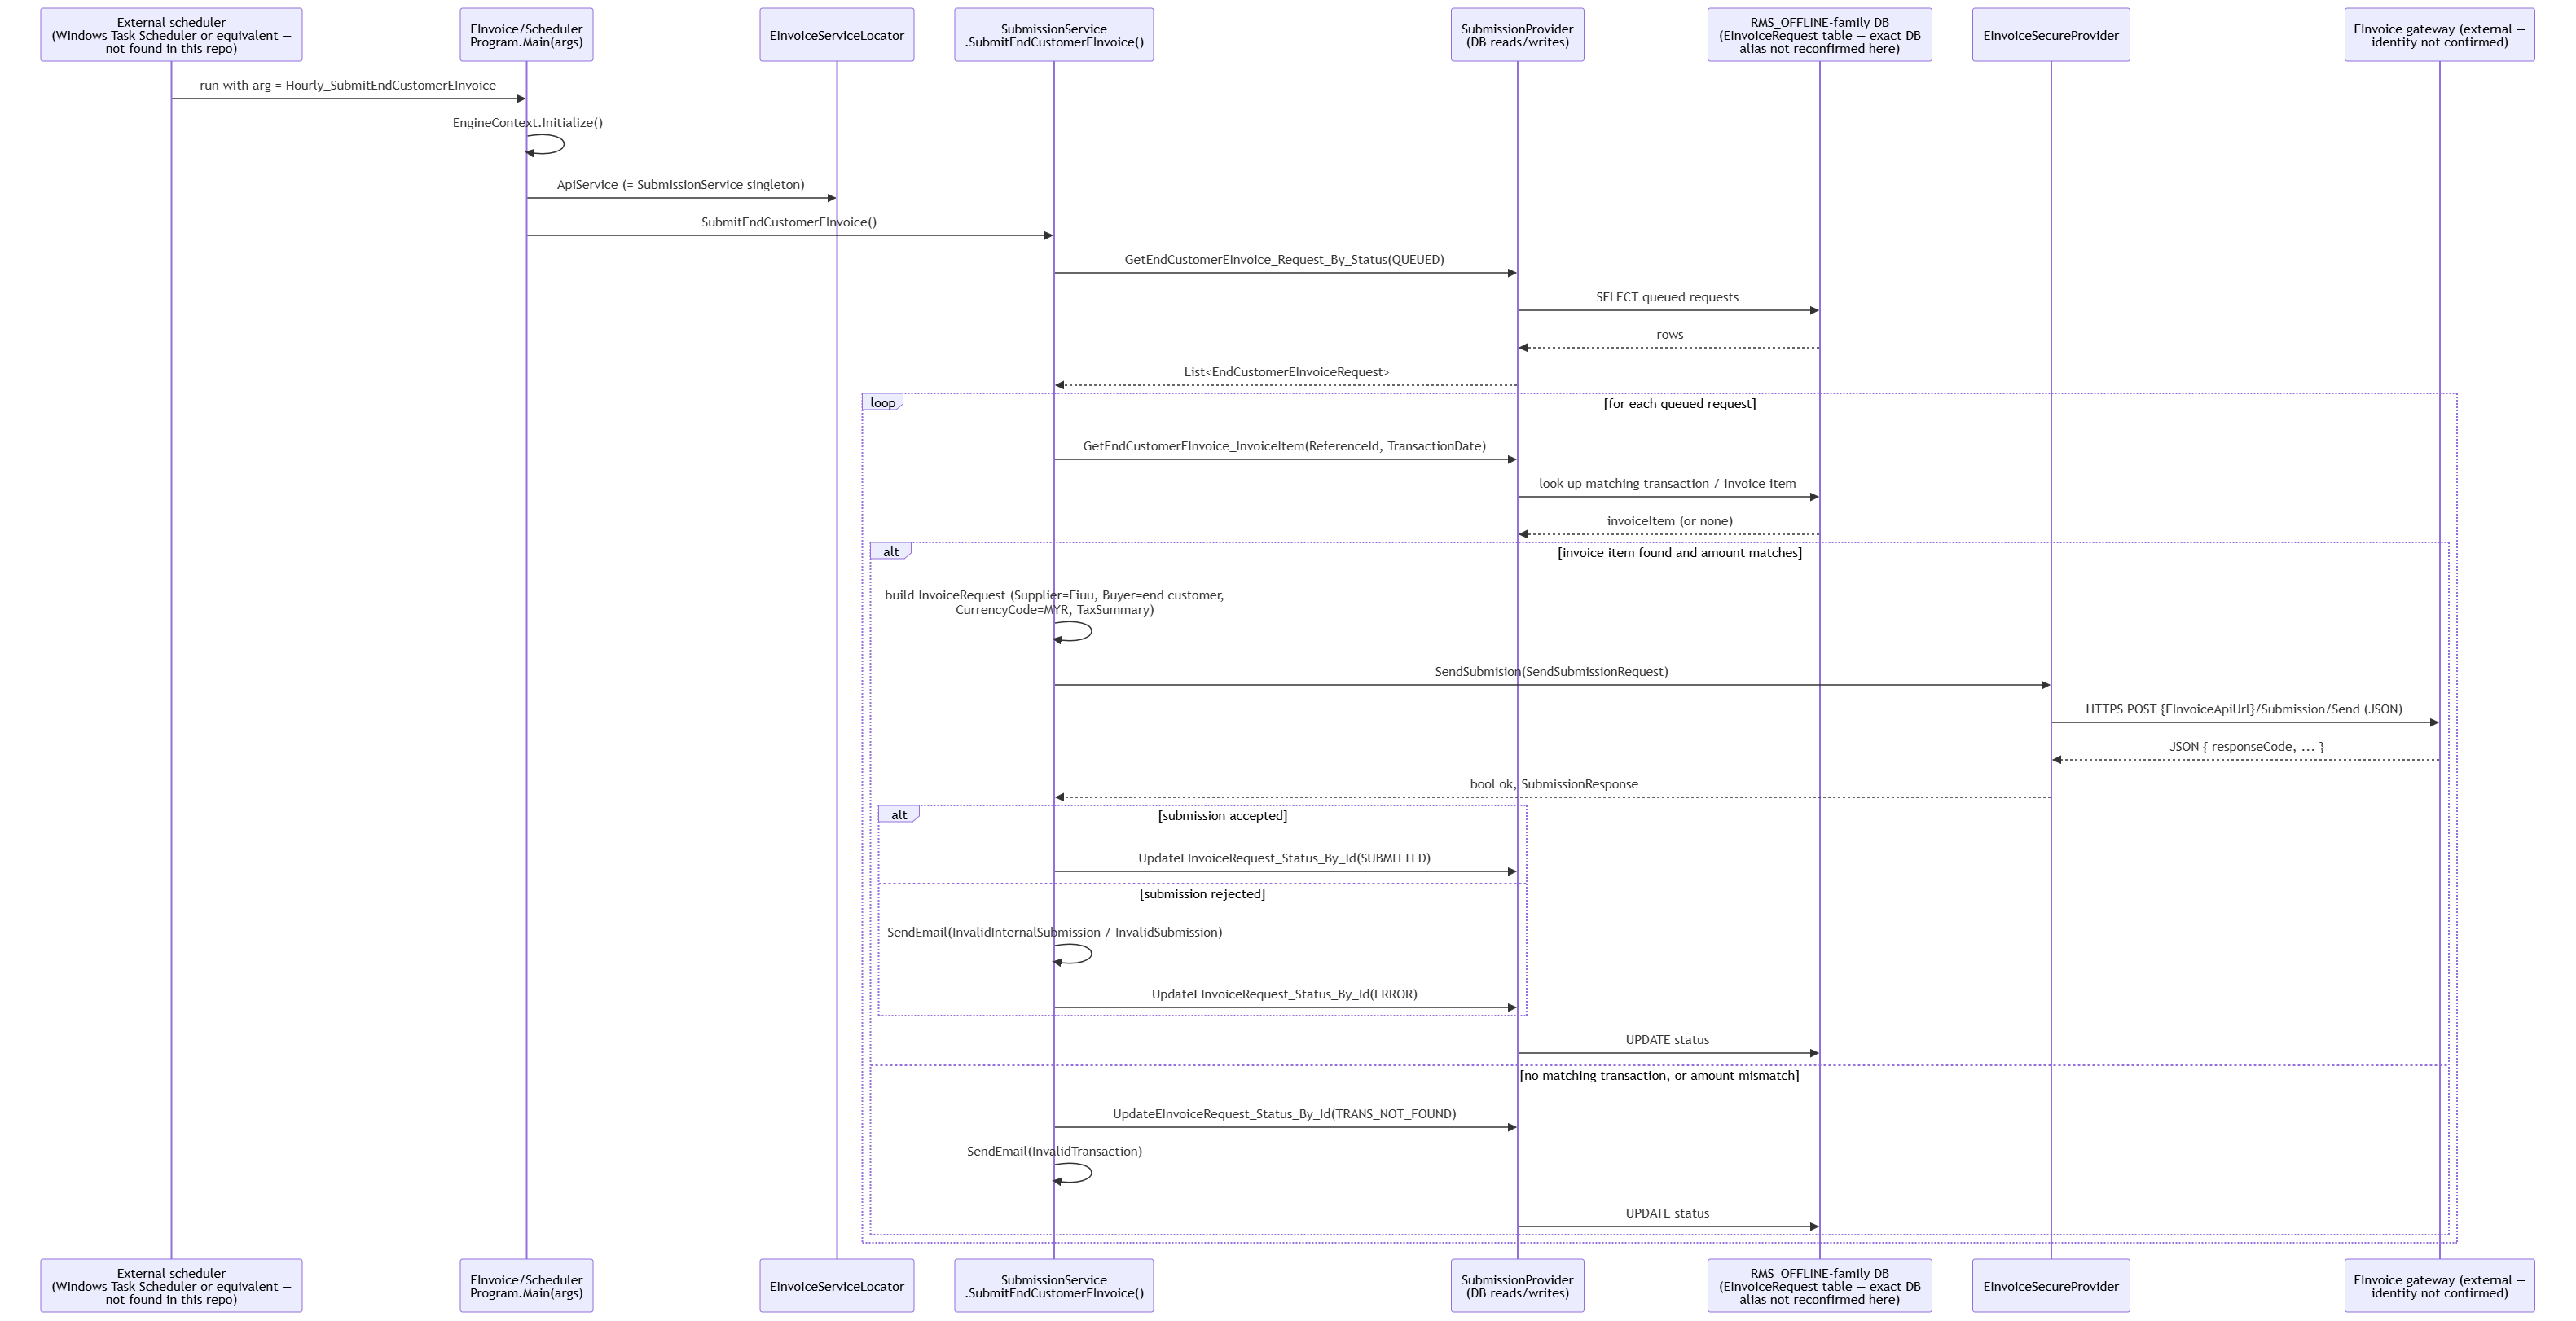 External scheduler
(Windows Task Scheduler or equivalent —
not found in this repo)
EInvoice/Scheduler
Program.Main(args)
EInvoiceServiceLocator
SubmissionService
.SubmitEndCustomerEInvoice()
SubmissionProvider
(DB reads/writes)
RMS_OFFLINE-family DB
(EInvoiceRequest table — exact DB
alias not reconfirmed here)
EInvoiceSecureProvider
EInvoice gateway (external —
identity not confirmed)
run with arg = Hourly_SubmitEndCustomerEInvoice
EngineContext.Initialize()
ApiService (= SubmissionService singleton)
SubmitEndCustomerEInvoice()
GetEndCustomerEInvoice_Request_By_Status(QUEUED)
SELECT queued requests
rows
List<EndCustomerEInvoiceRequest>
loop
[for each queued request]
GetEndCustomerEInvoice_InvoiceItem(ReferenceId, TransactionDate)
look up matching transaction / invoice item
invoiceItem (or none)
alt
[invoice item found and amount matches]
build InvoiceRequest (Supplier=Fiuu, Buyer=end customer,
CurrencyCode=MYR, TaxSummary)
SendSubmision(SendSubmissionRequest)
HTTPS POST {EInvoiceApiUrl}/Submission/Send (JSON)
JSON { responseCode, ... }
bool ok, SubmissionResponse
alt
[submission accepted]
UpdateEInvoiceRequest_Status_By_Id(SUBMITTED)
[submission rejected]
SendEmail(InvalidInternalSubmission / InvalidSubmission)
UpdateEInvoiceRequest_Status_By_Id(ERROR)
UPDATE status
[no matching transaction, or amount mismatch]
UpdateEInvoiceRequest_Status_By_Id(TRANS_NOT_FOUND)
SendEmail(InvalidTransaction)
UPDATE status
External scheduler
(Windows Task Scheduler or equivalent —
not found in this repo)
EInvoice/Scheduler
Program.Main(args)
EInvoiceServiceLocator
SubmissionService
.SubmitEndCustomerEInvoice()
SubmissionProvider
(DB reads/writes)
RMS_OFFLINE-family DB
(EInvoiceRequest table — exact DB
alias not reconfirmed here)
EInvoiceSecureProvider
EInvoice gateway (external —
identity not confirmed)